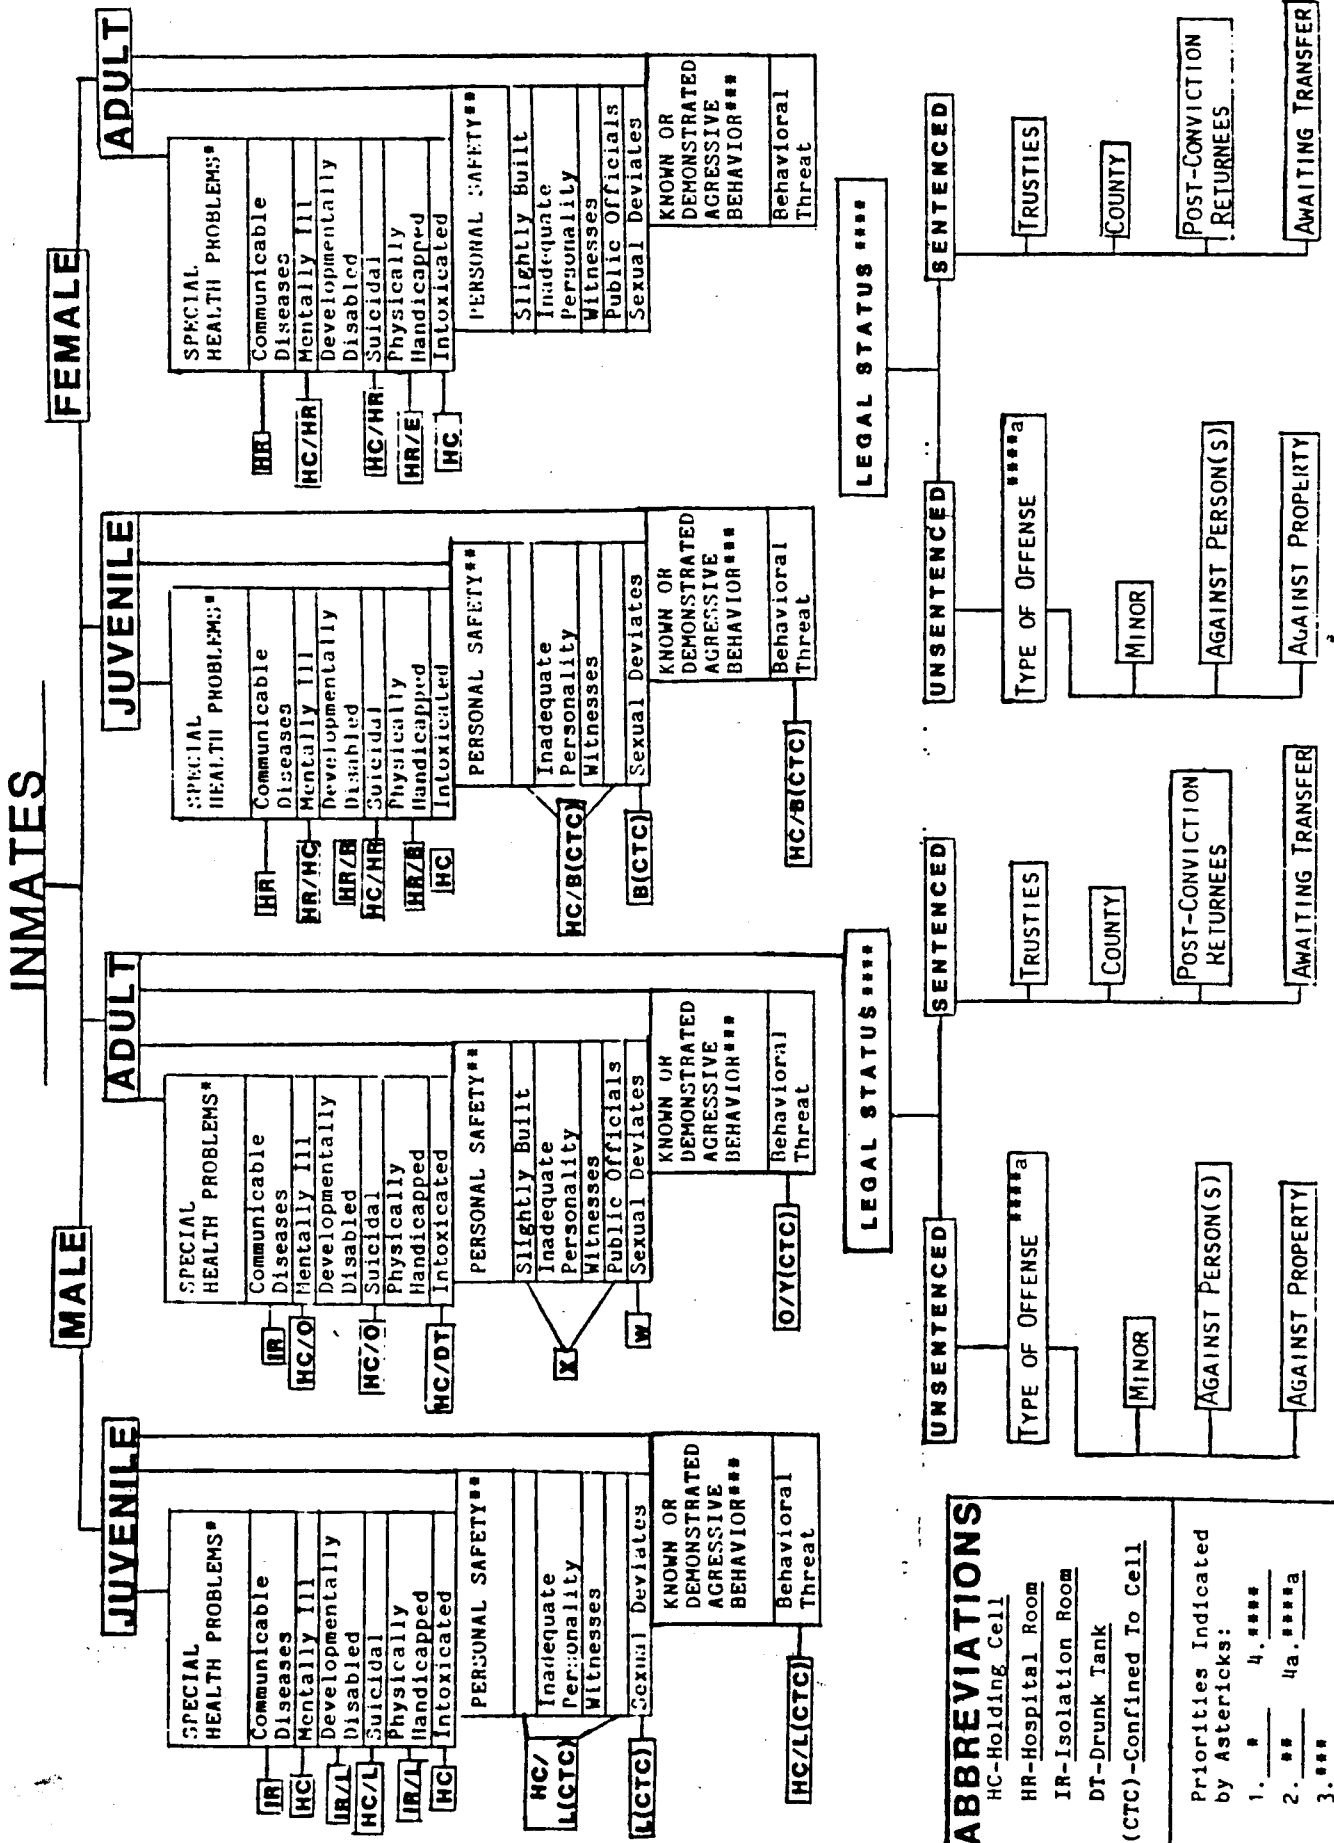 INMATES
MALE
FEMALE
JUVENILE
SPECIAL
HEALTH PROBLEMS*
Communicable
Diseases
Mentally Ill
Developmentally
Disabled
Suicidal
Physically
Handicapped
Intoxicated
IR
HC
IR/L
HC/L
IR/L
HC
PERSONAL SAFETY**
Inadequate
Personality
Witnesses
Sexual Deviates
HC/
L(CTC)
L(CTC)
KNOWN OR
DEMONSTRATED
AGRESSIVE
BEHAVIOR***
Behavioral
Threat
HC/L(CTC)
ADULT
SPECIAL
HEALTH PROBLEMS*
Communicable
Diseases
Mentally Ill
Developmentally
Disabled
Suicidal
Physically
Handicapped
Intoxicated
IR
HC/O
HC/O
HC/DT
PERSONAL SAFETY**
Slightly Built
Inadequate
Personality
Witnesses
Public Officials
Sexual Deviates
X
W
KNOWN OR
DEMONSTRATED
AGRESSIVE
BEHAVIOR***
Behavioral
Threat
O/Y(CTC)
JUVENILE
SPECIAL
HEALTH PROBLEMS*
Communicable
Diseases
Mentally Ill
Developmentally
Disabled
Suicidal
Physically
Handicapped
Intoxicated
HR
HR/HC
HC/HR
HR/B
HC
PERSONAL SAFETY**
Inadequate
Personality
Witnesses
Sexual Deviates
HC/B(CTC)
B(CTC)
KNOWN OR
DEMONSTRATED
AGRESSIVE
BEHAVIOR***
Behavioral
Threat
HC/B(CTC)
ADULT
SPECIAL
HEALTH PROBLEMS*
Communicable
Diseases
Mentally Ill
Developmentally
Disabled
Suicidal
Physically
Handicapped
Intoxicated
HR
HC/HR
HC/HR
HR/E
HC
PERSONAL SAFETY**
Slightly Built
Inadequate
Personality
Witnesses
Public Officials
Sexual Deviates
KNOWN OR
DEMONSTRATED
AGRESSIVE
BEHAVIOR***
Behavioral
Threat
LEGAL STATUS ****
UNSENTENCED
TYPE OF OFFENSE ****a
MINOR
AGAINST PERSON(S)
AGAINST PROPERTY
SENTENCED
TRUSTIES
COUNTY
POST-CONVICTION
RETURNEES
AWAITING TRANSFER
LEGAL STATUS ****
UNSENTENCED
TYPE OF OFFENSE ****a
MINOR
AGAINST PERSON(S)
AGAINST PROPERTY
SENTENCED
TRUSTIES
COUNTY
POST-CONVICTION
RETURNEES
AWAITING TRANSFER
ABBREVIATIONS
HC-Holding Cell
HR-Hospital Room
IR-Isolation Room
DT-Drunk Tank
(CTC)-Confined To Cell
Priorities Indicated
by Astericks:
1. * 4. ****
2. ** 4a. ****a
3. ***